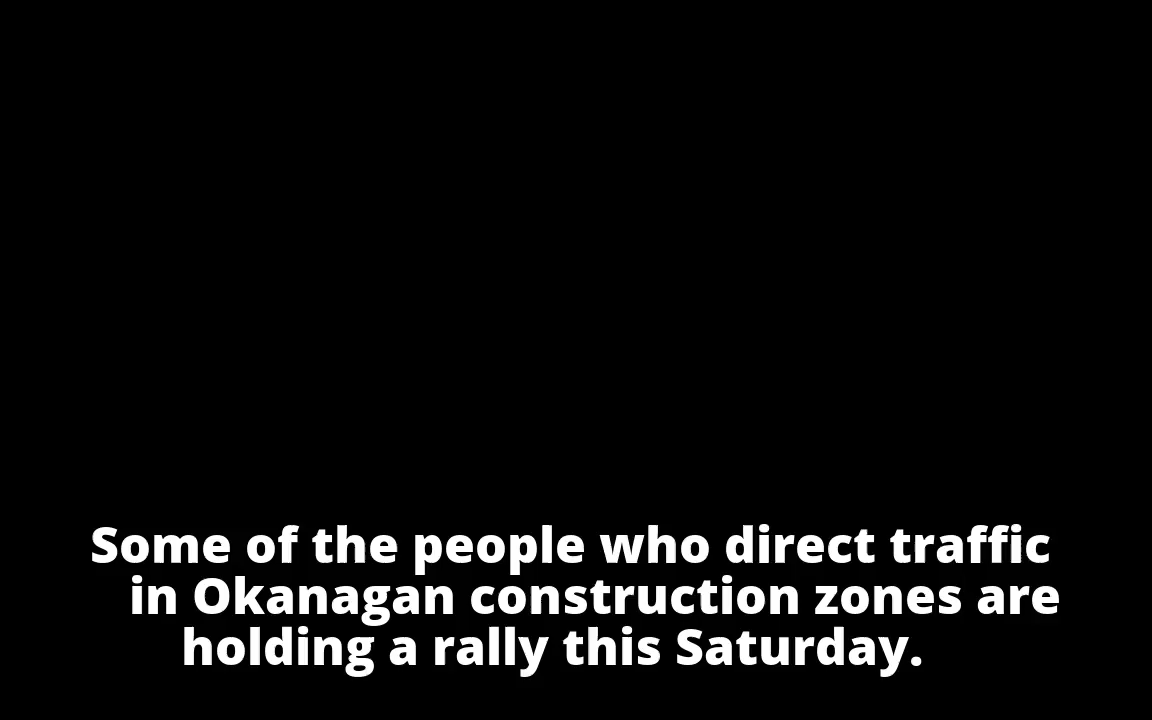 Some of the people who direct traffic
in Okanagan construction zones are
holding a rally this Saturday.